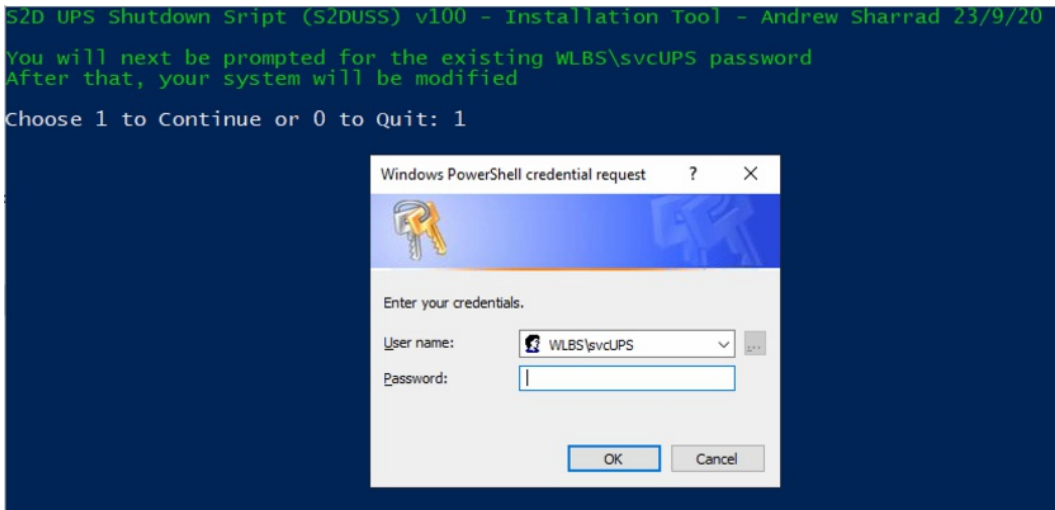 S2D UPS Shutdown Sript (S2DUSS) v100 - Installation Tool - Andrew Sharrad 23/9/20
You will next be prompted for the existing WLBS\svcUPS password
After that, your system will be modified
Choose 1 to Continue or 0 to Quit: 1
Windows PowerShell credential request ?
Enter your credentials.
User name: WLBS\svcUPS ...
Password:
OK Cancel